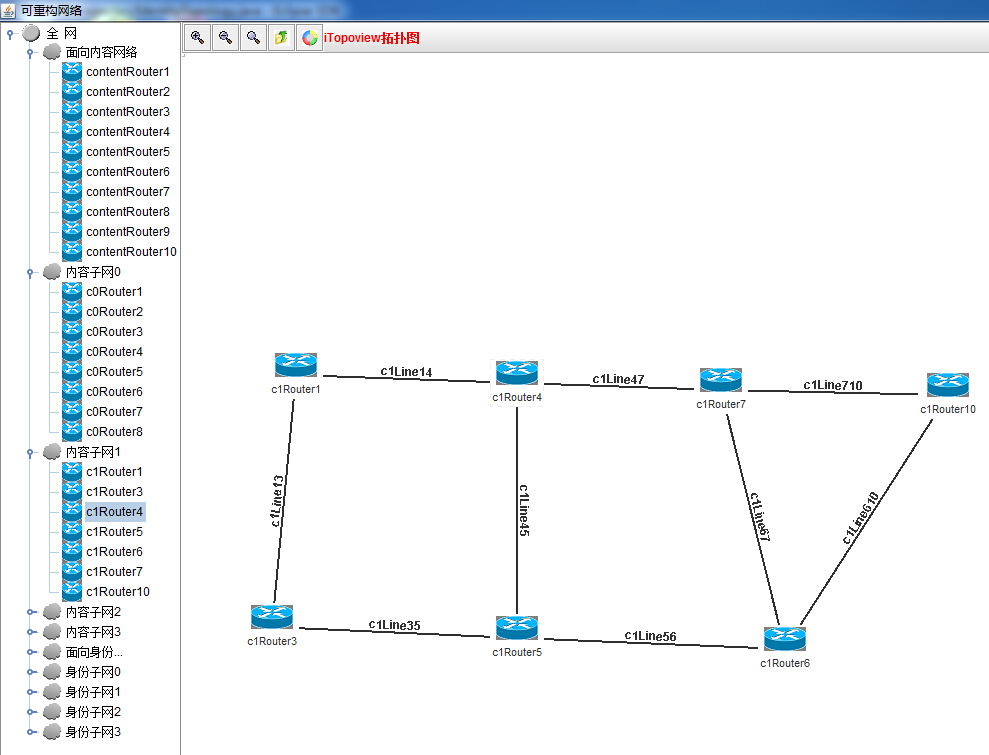 可重构网络
iTopoview拓扑图
全 网
面向内容网络
contentRouter1
contentRouter2
contentRouter3
contentRouter4
contentRouter5
contentRouter6
contentRouter7
contentRouter8
contentRouter9
contentRouter10
内容子网0
c0Router1
c0Router2
c0Router3
c0Router4
c0Router5
c0Router6
c0Router7
c0Router8
内容子网1
c1Router1
c1Router3
c1Router4
c1Router5
c1Router6
c1Router7
c1Router10
内容子网2
内容子网3
面向身份...
身份子网0
身份子网1
身份子网2
身份子网3
c1Line14
c1Line47
c1Line710
c1Router1
c1Router4
c1Router7
c1Router10
c1Line13
c1Line45
c1Line67
c1Line610
c1Line35
c1Line56
c1Router3
c1Router5
c1Router6